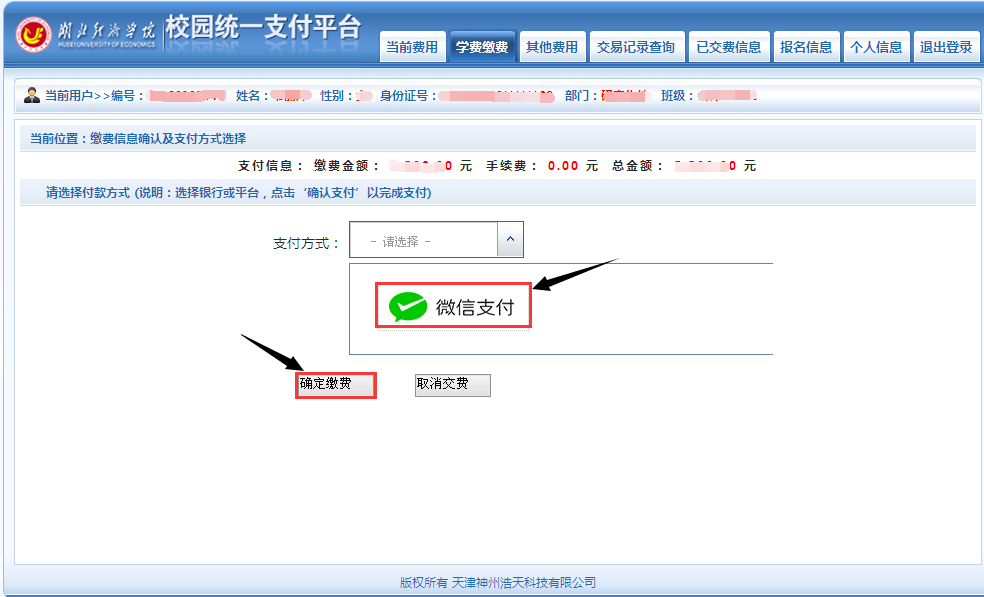 湖北经济学院 校园统一支付平台
HUBEI UNIVERSITY OF ECONOMICS
当前费用 学费缴费 其他费用 交易记录查询 已交费信息 报名信息 个人信息 退出登录
当前用户>>编号： 姓名： 性别： 身份证号： 部门： 班级：
当前位置：缴费信息确认及支付方式选择
支付信息： 缴费金额： 元 手续费： 0.00 元 总金额： 元
请选择付款方式 (说明：选择银行或平台，点击‘确认支付’以完成支付)
支付方式： － 请选择 －
微信支付
确定缴费 取消交费
版权所有 天津神州浩天科技有限公司